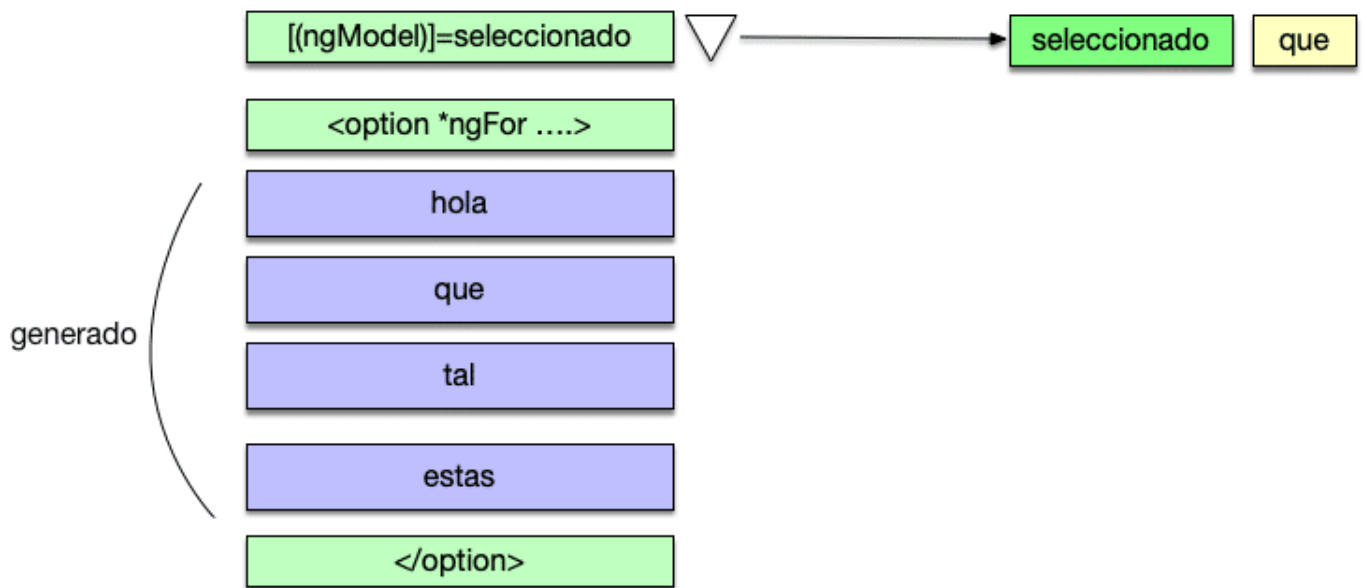 [(ngModel)]=seleccionado
seleccionado
que
<option *ngFor ....>
hola
que
generado
tal
estas
</option>